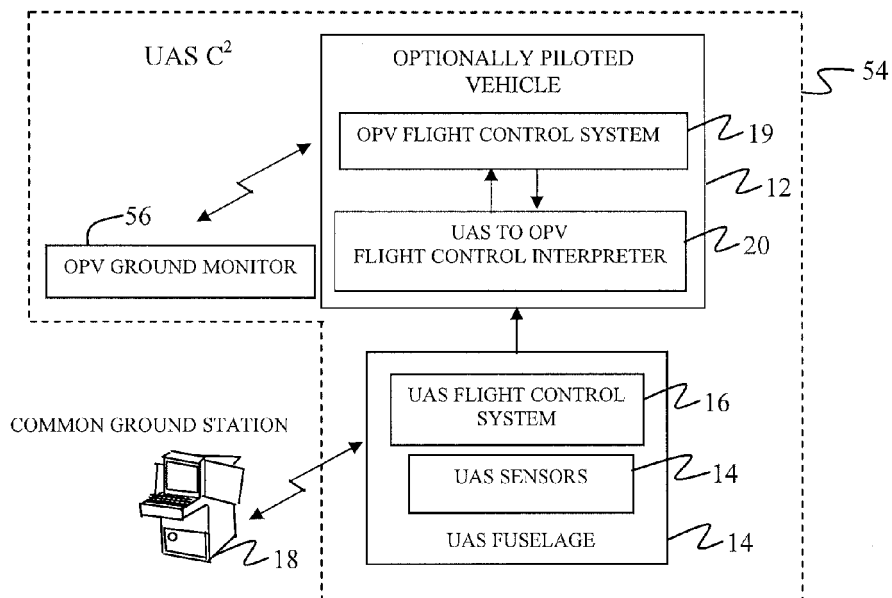 UAS C²
OPTIONALLY PILOTED
VEHICLE
54
OPV FLIGHT CONTROL SYSTEM
19
12
56
OPV GROUND MONITOR
UAS TO OPV
FLIGHT CONTROL INTERPRETER
20
UAS FLIGHT CONTROL
SYSTEM
16
COMMON GROUND STATION
18
UAS SENSORS
14
UAS FUSELAGE
14